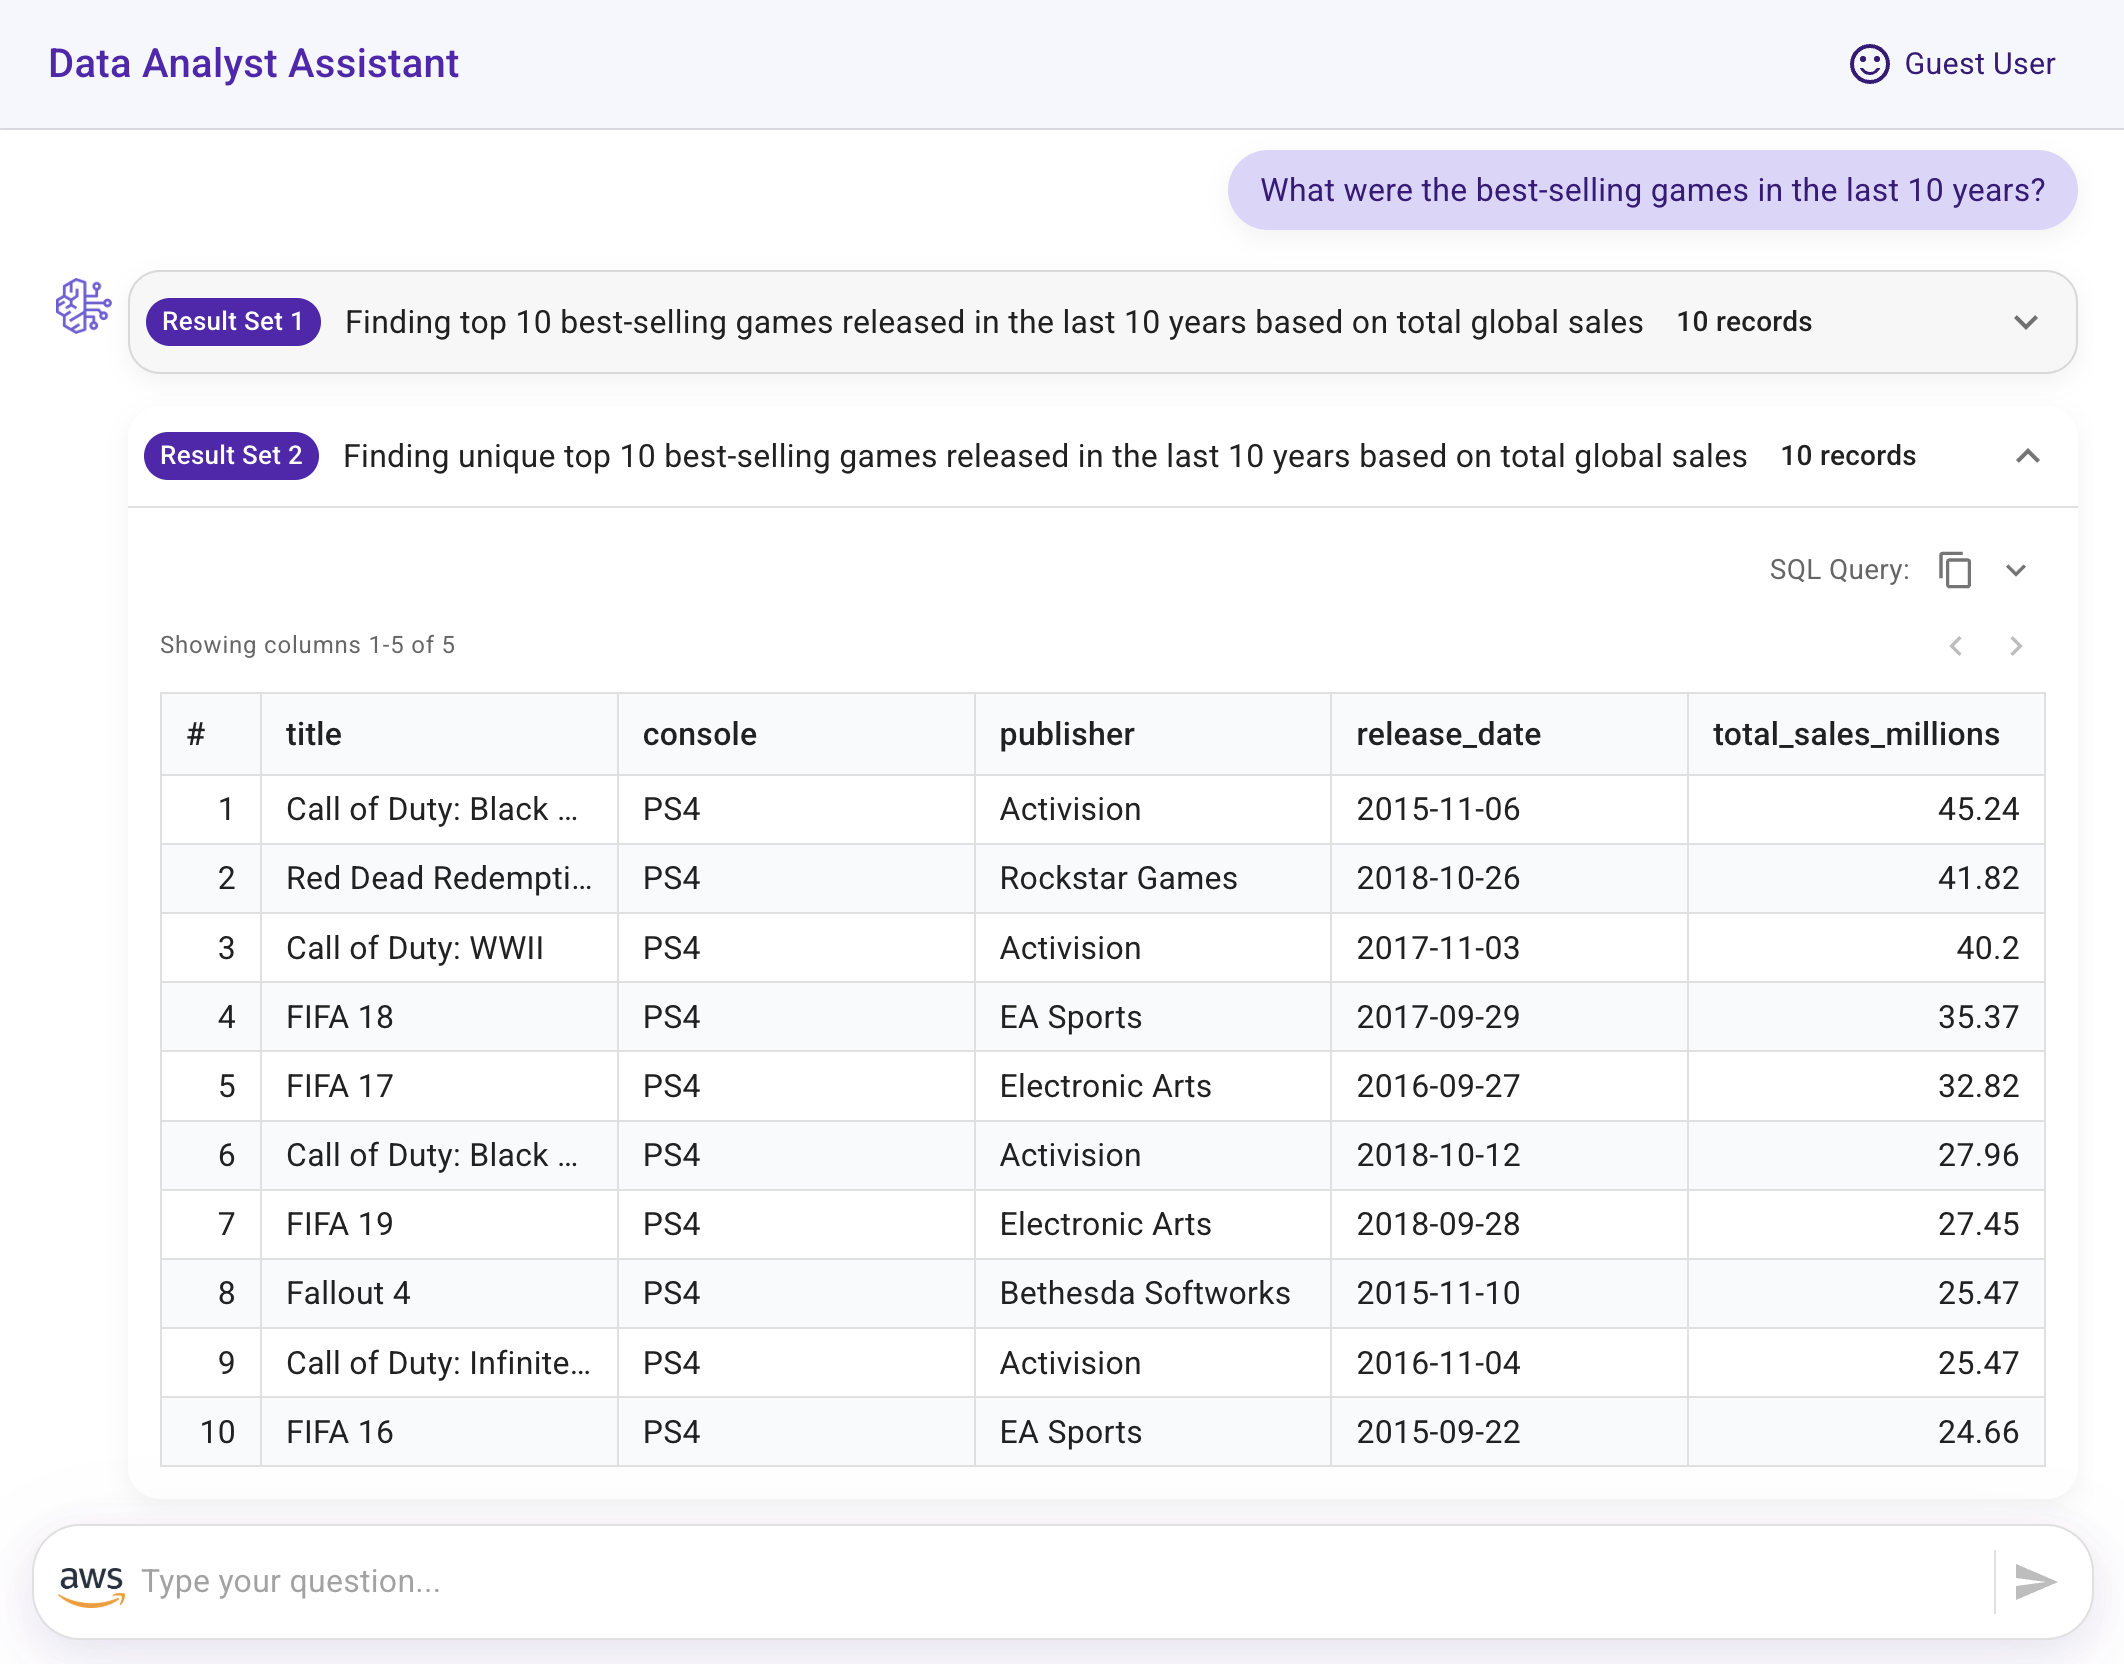 Data Analyst Assistant
Guest User
What were the best-selling games in the last 10 years?
Result Set 1 Finding top 10 best-selling games released in the last 10 years based on total global sales 10 records
Result Set 2 Finding unique top 10 best-selling games released in the last 10 years based on total global sales 10 records
SQL Query:
Showing columns 1-5 of 5
# title console publisher release_date total_sales_millions
1 Call of Duty: Black ... PS4 Activision 2015-11-06 45.24
2 Red Dead Redempti... PS4 Rockstar Games 2018-10-26 41.82
3 Call of Duty: WWII PS4 Activision 2017-11-03 40.2
4 FIFA 18 PS4 EA Sports 2017-09-29 35.37
5 FIFA 17 PS4 Electronic Arts 2016-09-27 32.82
6 Call of Duty: Black ... PS4 Activision 2018-10-12 27.96
7 FIFA 19 PS4 Electronic Arts 2018-09-28 27.45
8 Fallout 4 PS4 Bethesda Softworks 2015-11-10 25.47
9 Call of Duty: Infinite... PS4 Activision 2016-11-04 25.47
10 FIFA 16 PS4 EA Sports 2015-09-22 24.66
aws Type your question...